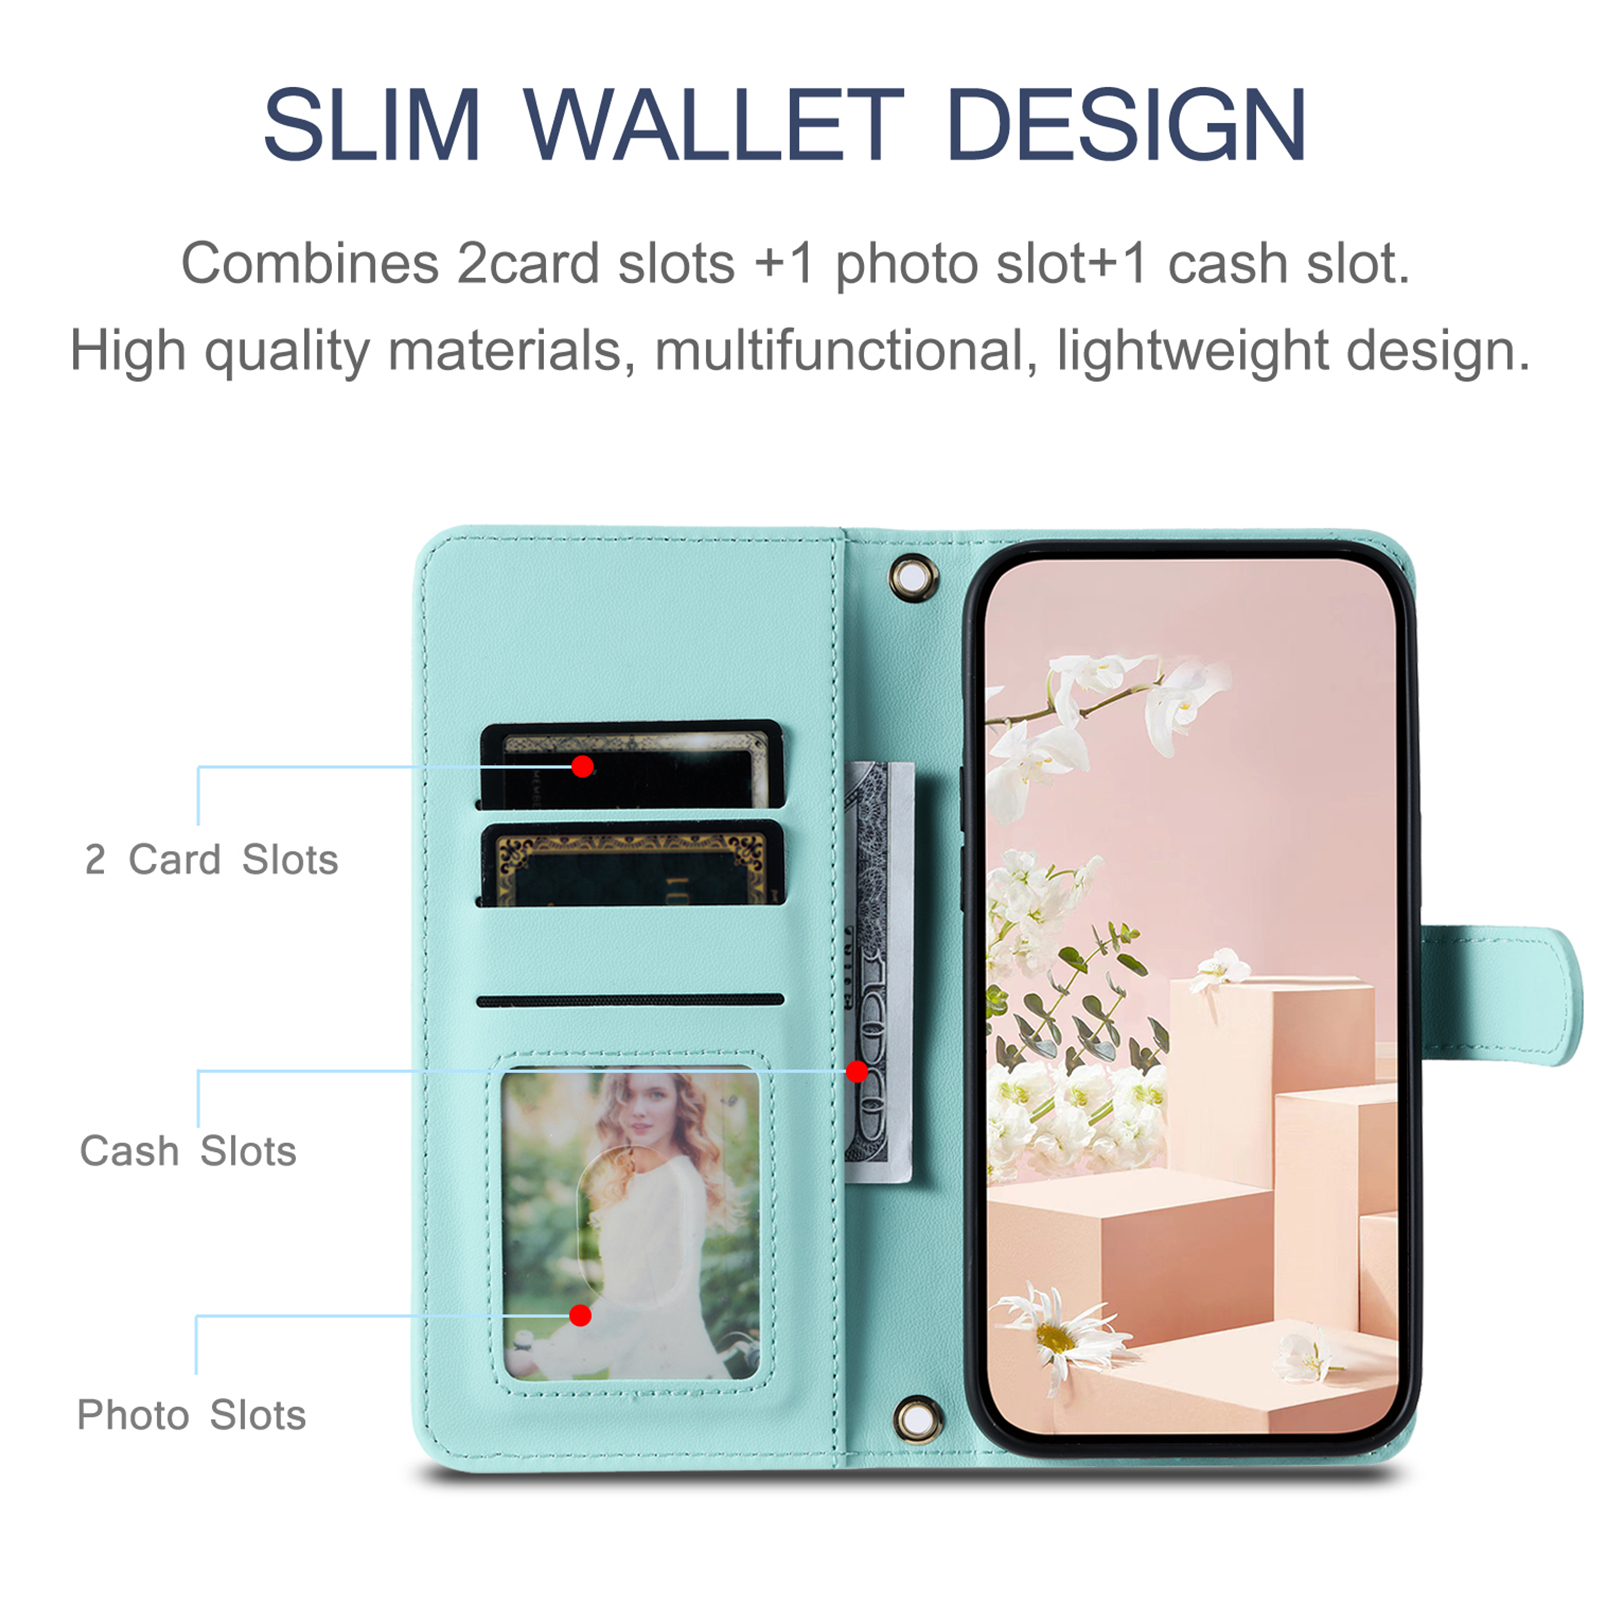 SLIM WALLET DESIGN
Combines 2card slots +1 photo slot+1 cash slot.
High quality materials, multifunctional, lightweight design.
2 Card Slots
Cash Slots
Photo Slots